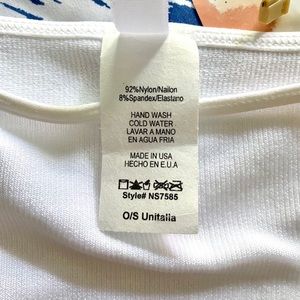 92%Nylon/Nailon
8%Spandex/Elastano
HAND WASH
COLD WATER
LAVAR A MANO
EN AGUA FRIA
MADE IN USA
HECHO EN E.U.A
Style# NS7585
O/S Unitalla